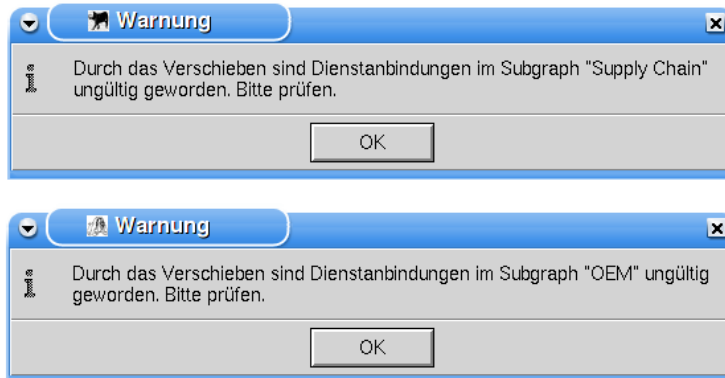 Warnung
Durch das Verschieben sind Dienstanbindungen im Subgraph "Supply Chain"
ungültig geworden. Bitte prüfen.
OK
Warnung
Durch das Verschieben sind Dienstanbindungen im Subgraph "OEM" ungültig
geworden. Bitte prüfen.
OK